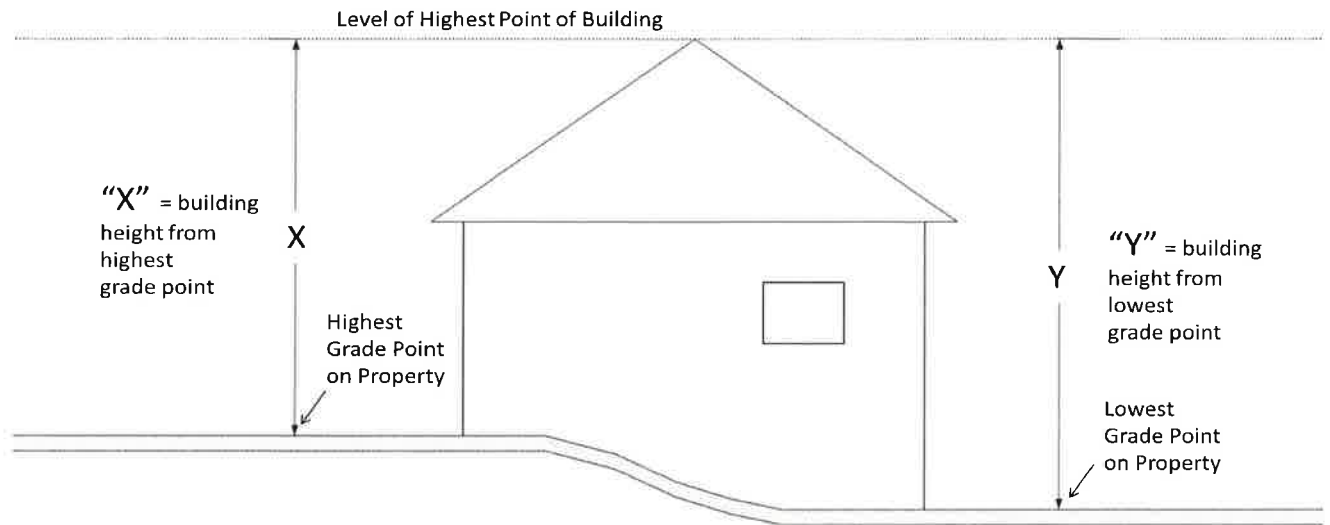 Level of Highest Point of Building
“X” = building
height from
highest
grade point
X
Highest
Grade Point
on Property
Y
“Y” = building
height from
lowest
grade point
Lowest
Grade Point
on Property